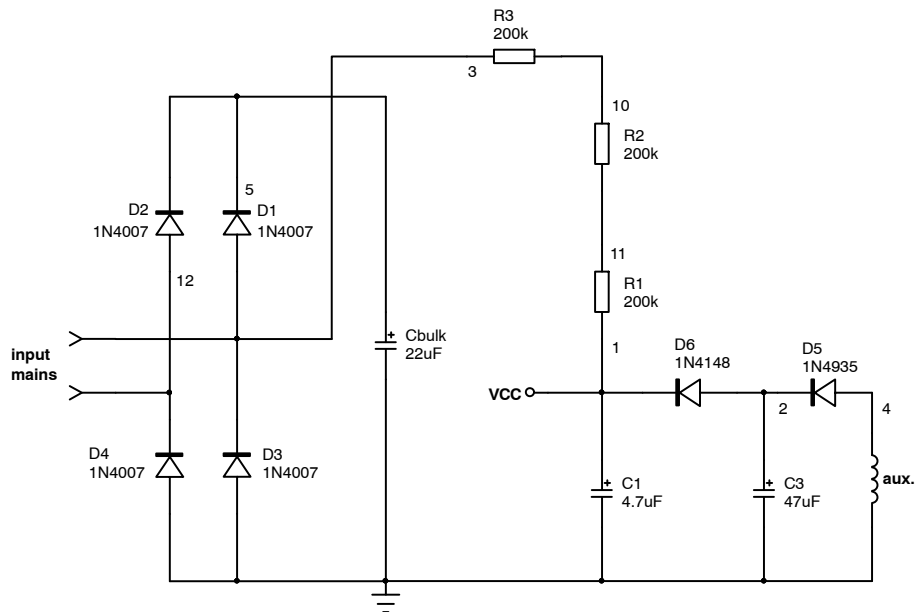 R3
200k
3
10
R2
200k
5
D2
1N4007
D1
1N4007
12
11
R1
200k
input
mains
Cbulk
22uF
+
1
D6
1N4148
D5
1N4935
VCC
2
4
D4
1N4007
D3
1N4007
+
C1
4.7uF
+
C3
47uF
aux.